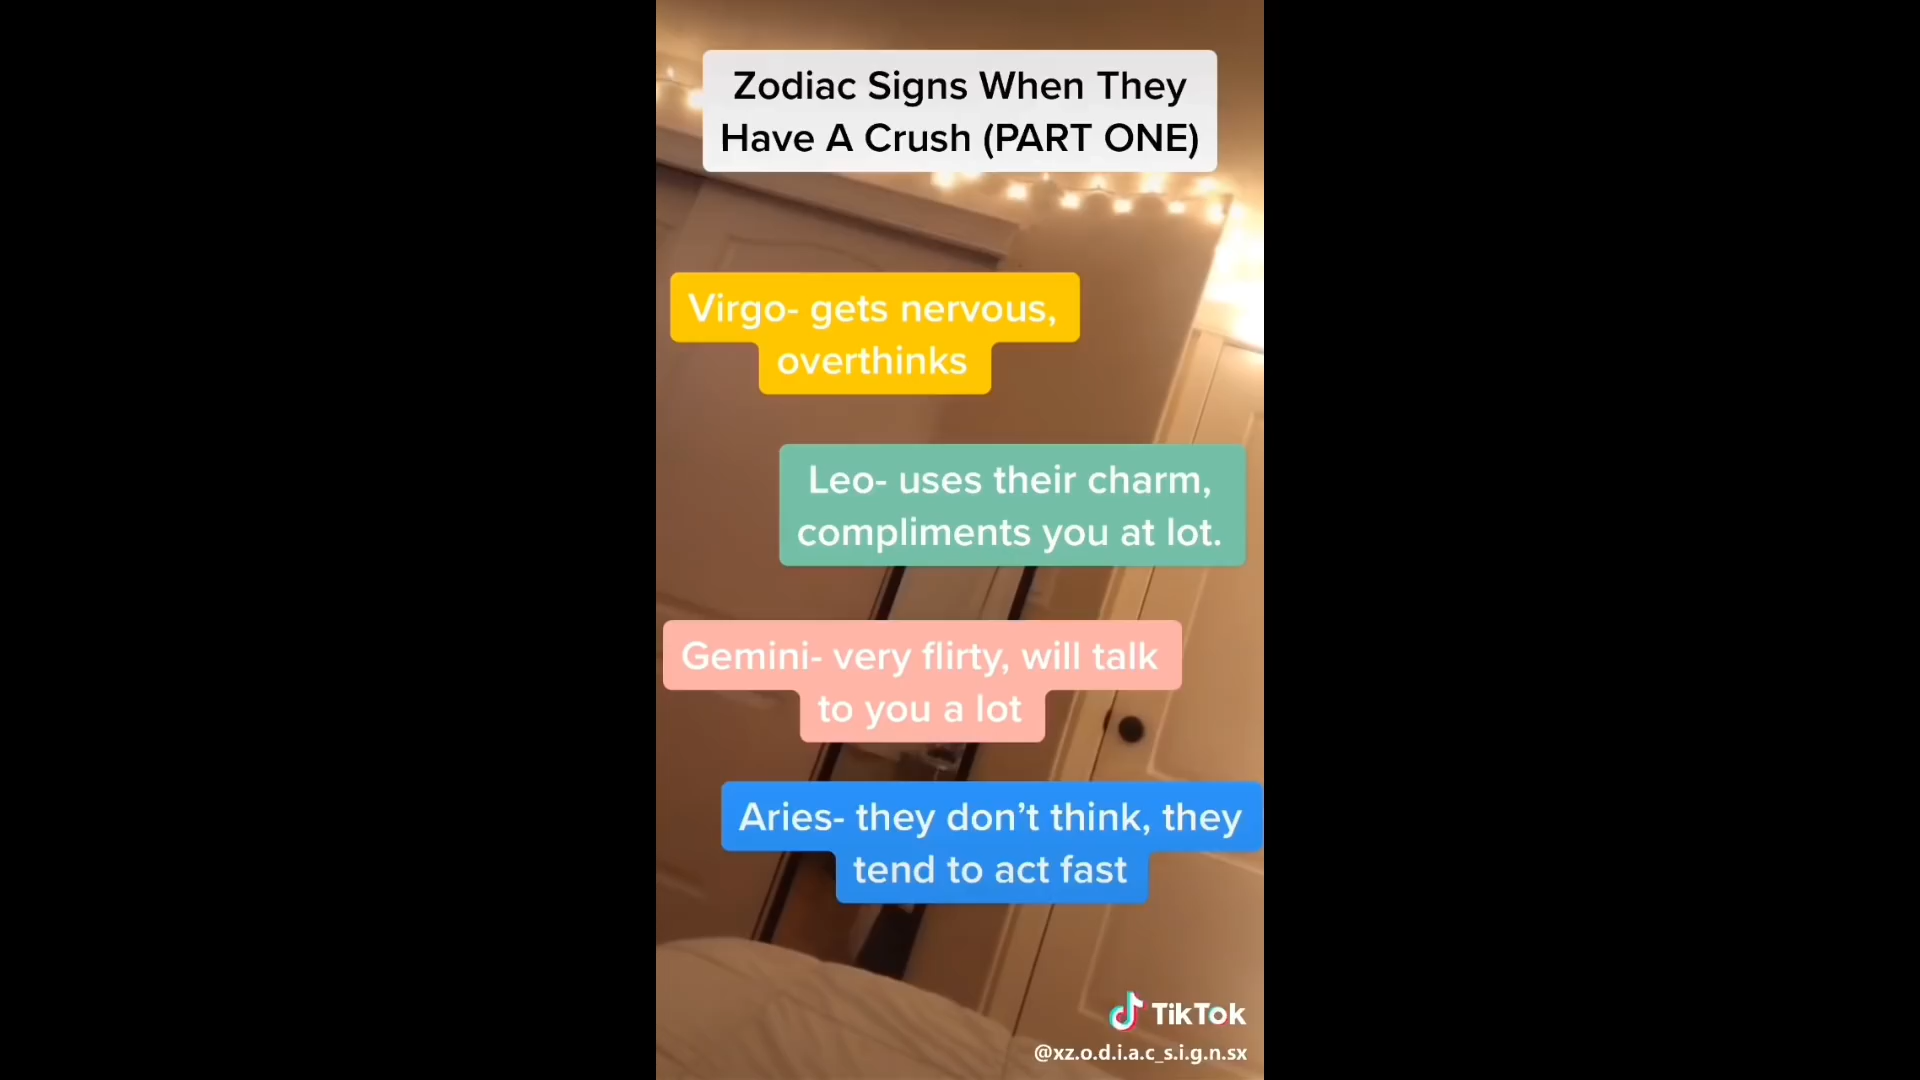 Zodiac Signs When They
Have A Crush (PART ONE)
Virgo- gets nervous,
overthinks
Leo- uses their charm,
compliments you at lot.
Gemini- very flirty, will talk
to you a lot
Aries- they don’t think, they
tend to act fast
TikTok
@xz.o.d.i.a.c_s.i.g.n.sx